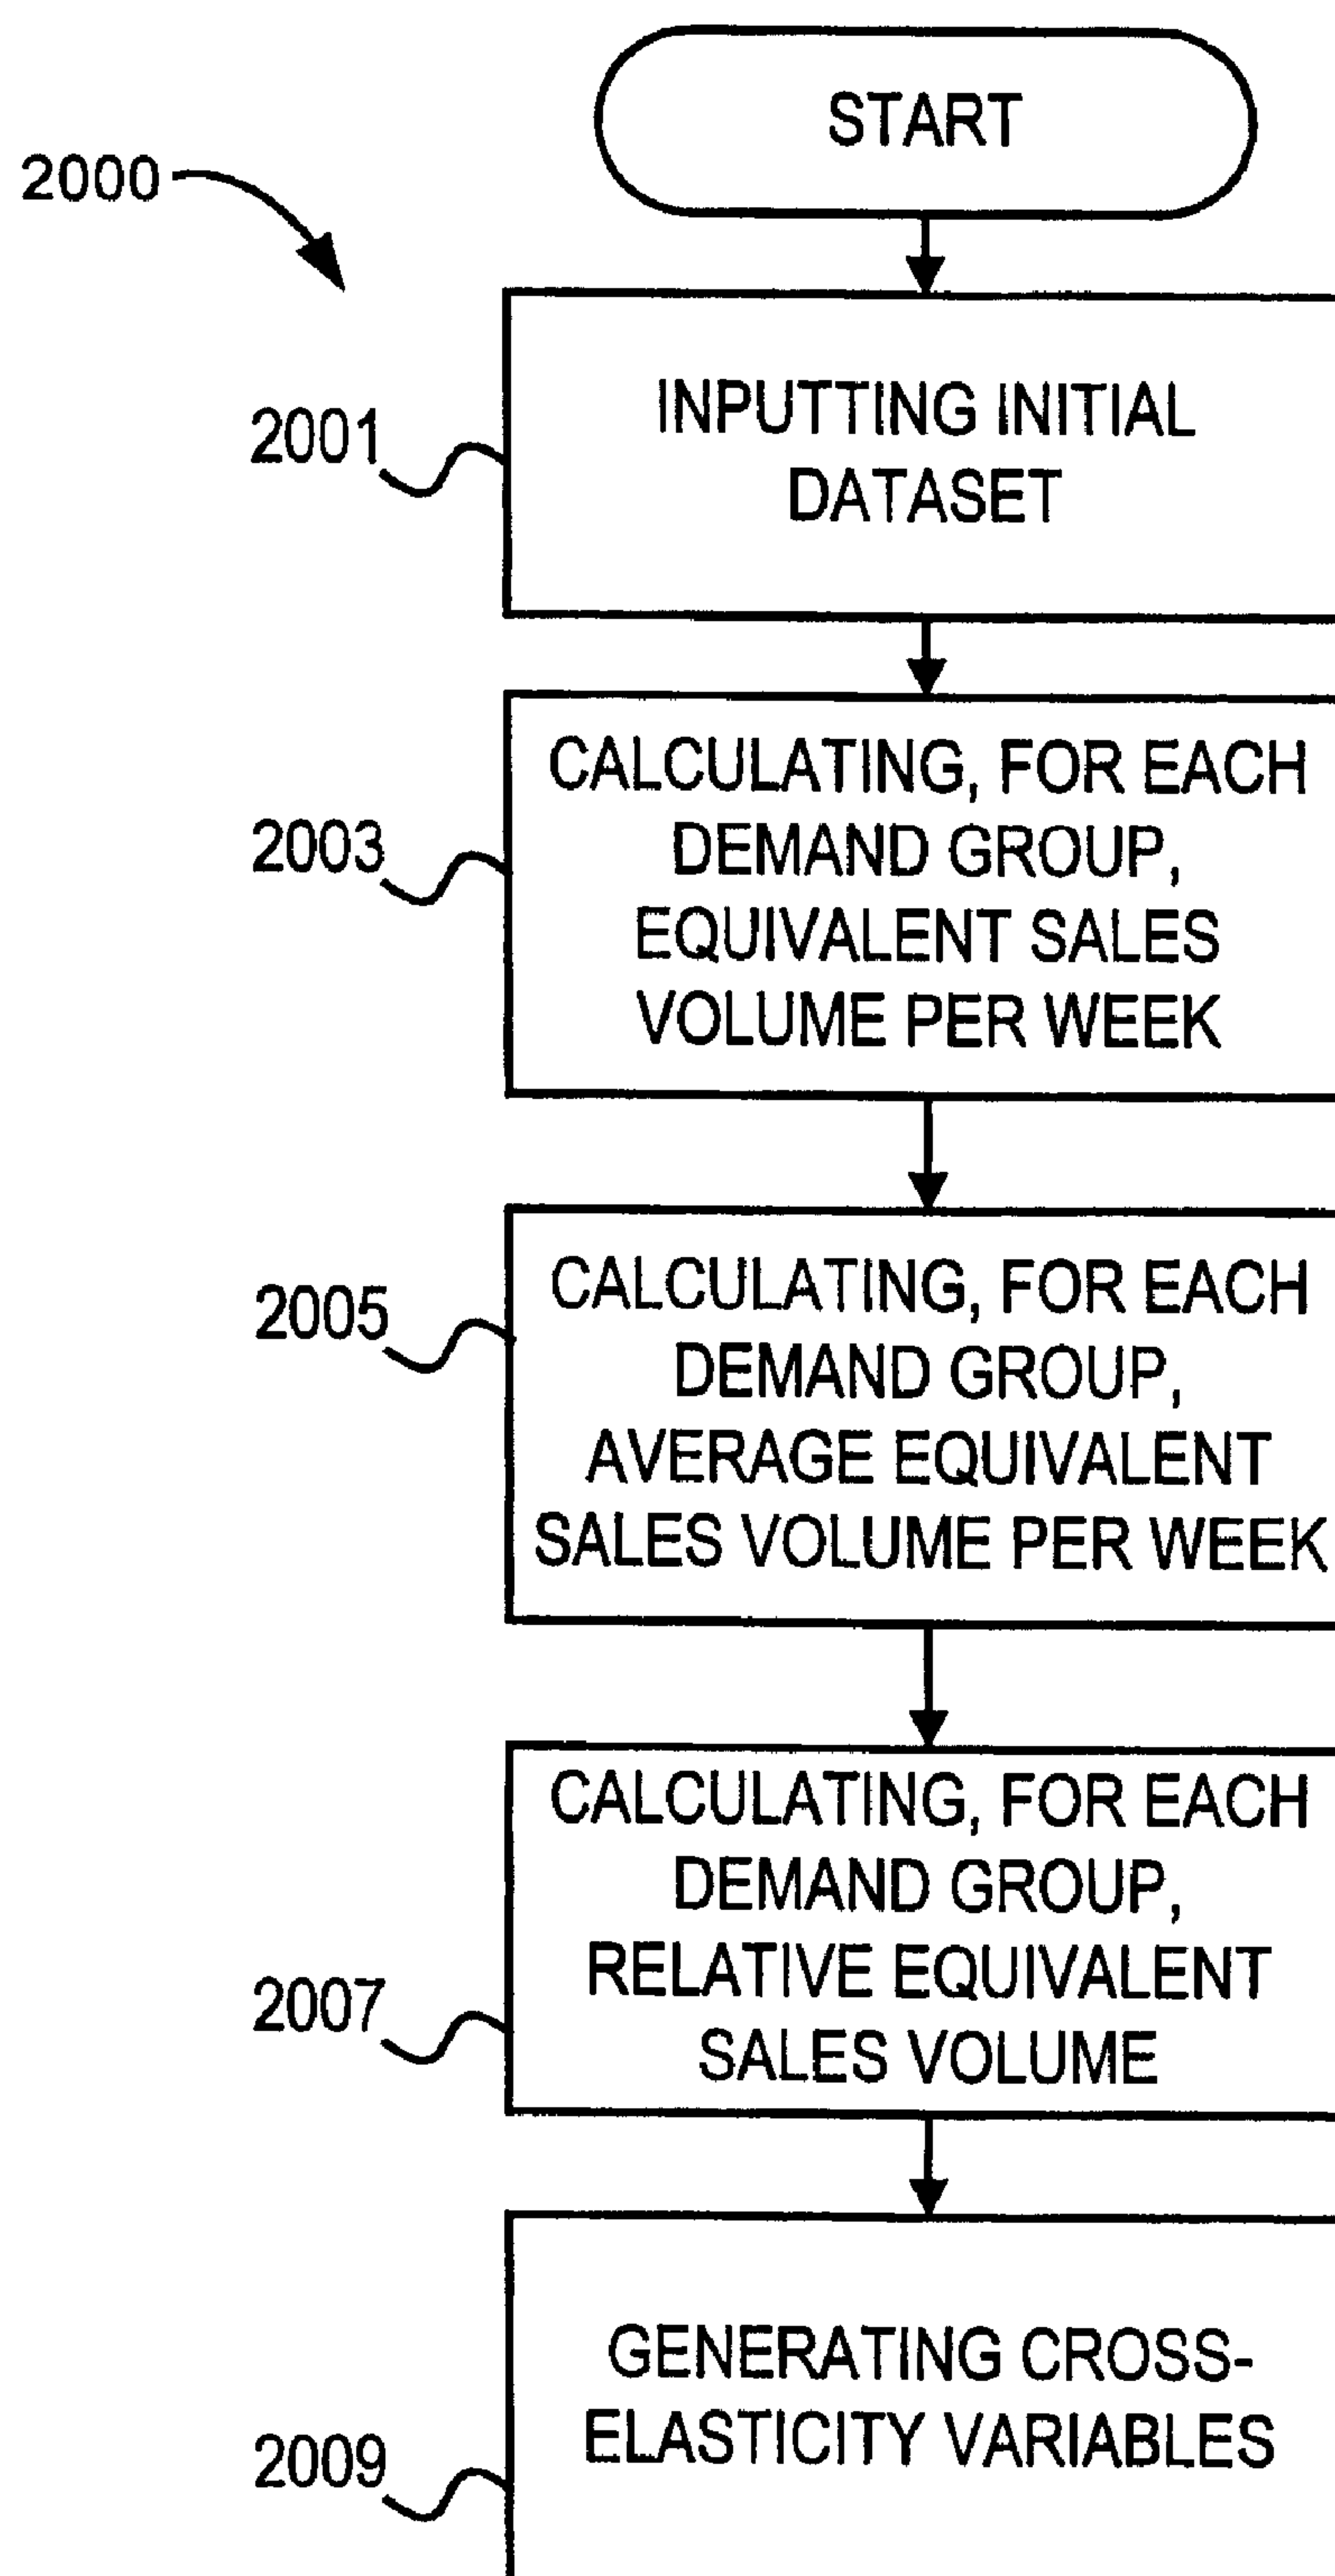 START
2000
INPUTTING INITIAL
DATASET
2001
CALCULATING, FOR EACH
DEMAND GROUP,
EQUIVALENT SALES
VOLUME PER WEEK
2003
CALCULATING, FOR EACH
DEMAND GROUP,
AVERAGE EQUIVALENT
SALES VOLUME PER WEEK
2005
CALCULATING, FOR EACH
DEMAND GROUP,
RELATIVE EQUIVALENT
SALES VOLUME
2007
GENERATING CROSS-
ELASTICITY VARIABLES
2009